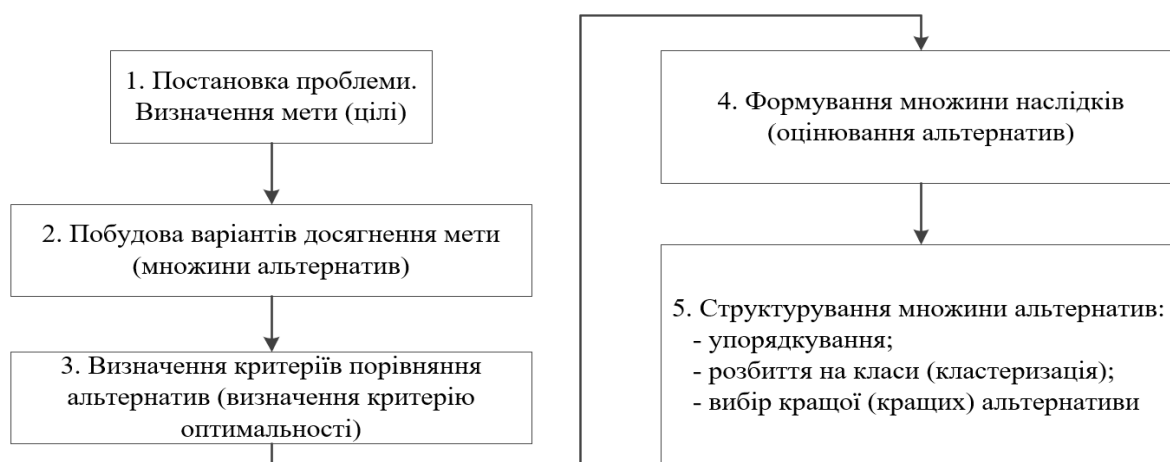 1. Постановка проблеми.
Визначення мети (цілі)
2. Побудова варіантів досягнення мети
(множини альтернатив)
3. Визначення критеріїв порівняння
альтернатив (визначення критерію
оптимальності)
4. Формування множини наслідків
(оцінювання альтернатив)
5. Структурування множини альтернатив:
- упорядкування;
- розбиття на класи (кластеризація);
- вибір кращої (кращих) альтернативи